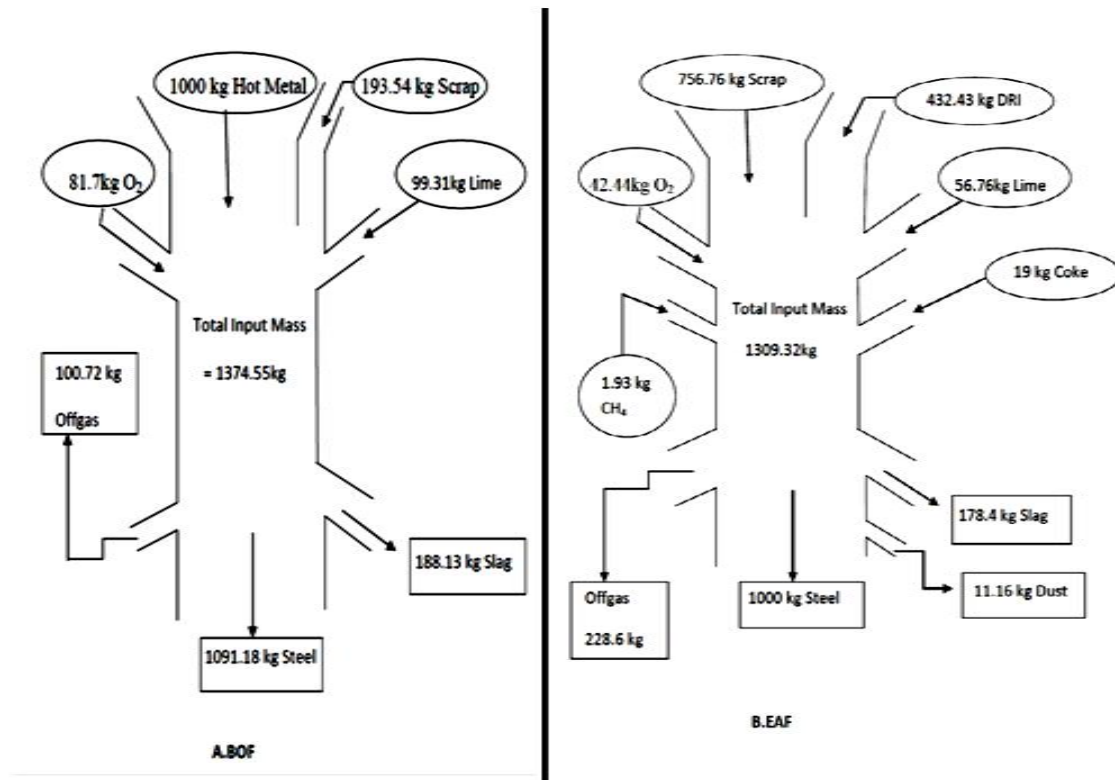 1000 kg Hot Metal
193.54 kg Scrap
81.7kg O₂
99.31kg Lime
Total Input Mass
= 1374.55kg
100.72 kg
Offgas
188.13 kg Slag
1091.18 kg Steel
A.BOF
756.76 kg Scrap
432.43 kg DRI
42.44kg O₂
56.76kg Lime
19 kg Coke
Total Input Mass
1309.32kg
1.93 kg
CH₄
178.4 kg Slag
11.16 kg Dust
Offgas
228.6 kg
1000 kg Steel
B.EAF